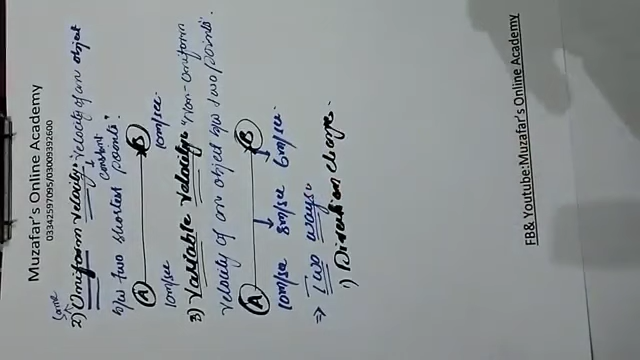 Muzafar's Online Academy
03342597095/03009392600
same
2) Uniform velocity:- "velocity of an object
constant
b/w two shortest points".
A B
10m/sec 10m/sec
3) Variable velocity:- "Non-Uniform
velocity of an object b/w two points".
A B
10m/sec 8m/sec 6m/sec.
⇒ Two ways:
1) Direction change.
FB& Youtube:Muzafar's Online Academy